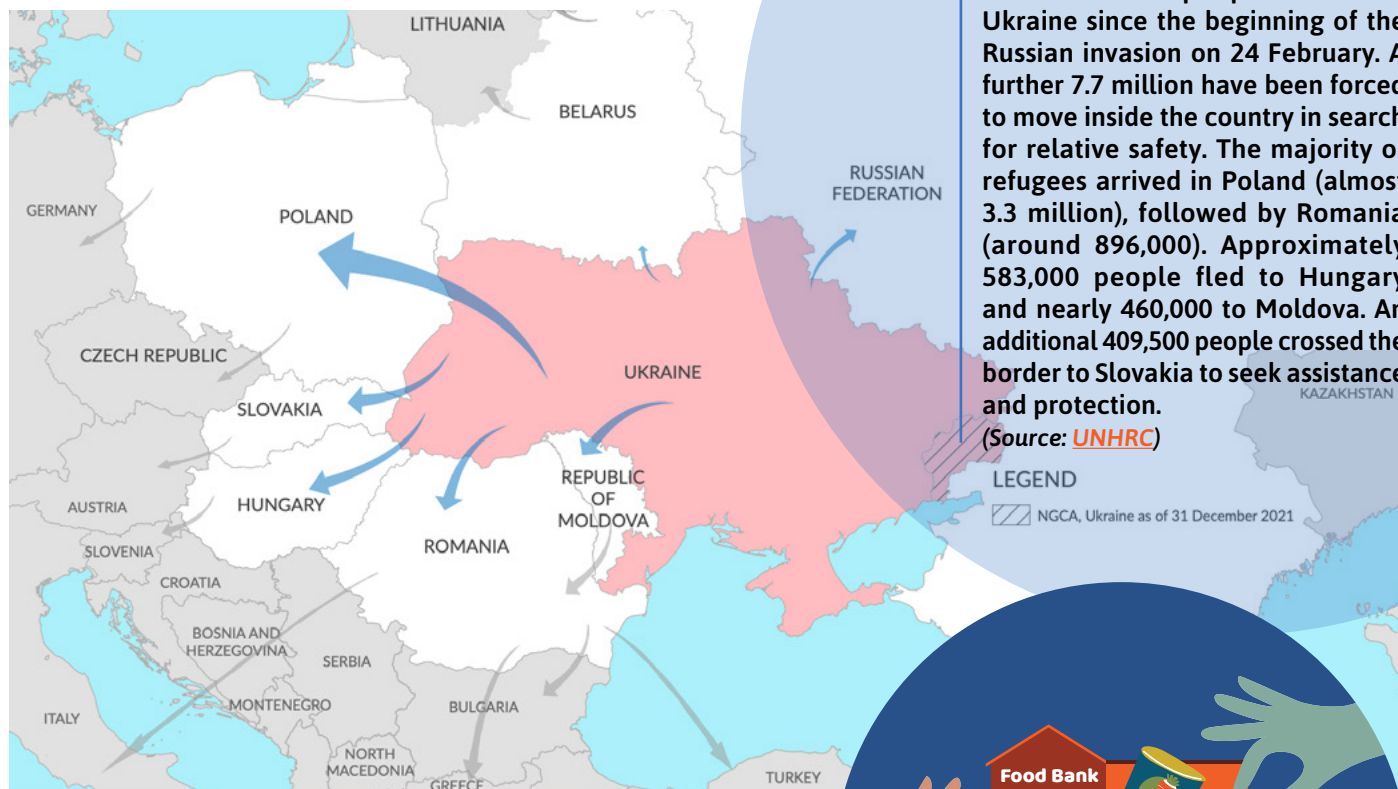 LITHUANIA
BELARUS
RUSSIAN
FEDERATION
POLAND
GERMANY
CZECH REPUBLIC
UKRAINE
SLOVAKIA
KAZAKHSTAN
REPUBLIC
OF
MOLDOVA
HUNGARY
AUSTRIA
ROMANIA
SLOVENIA
CROATIA
BOSNIA AND
HERZEGOVINA
SERBIA
MONTENEGRO
BULGARIA
ITALY
NORTH
MACEDONIA
GREECE
TURKEY
Ukraine since the beginning of the
Russian invasion on 24 February. A
further 7.7 million have been forced
to move inside the country in search
for relative safety. The majority of
refugees arrived in Poland (almost
3.3 million), followed by Romania
(around 896,000). Approximately
583,000 people fled to Hungary
and nearly 460,000 to Moldova. An
additional 409,500 people crossed the
border to Slovakia to seek assistance
and protection.
(Source: UNHRC)
LEGEND
NGCA, Ukraine as of 31 December 2021
Food Bank